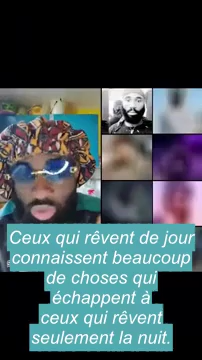 Ceux qui rêvent de jour
connaissent beaucoup
de choses qui
échappent à
ceux qui rêvent
seulement la nuit.